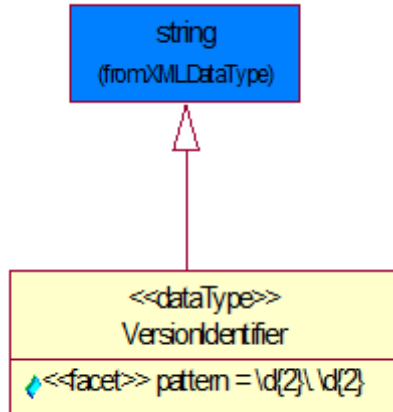 string
(fromXMLDataType)
<<dataType>>
VersionIdentifier
<<facet>> pattern = \d{2}\. \d{2}